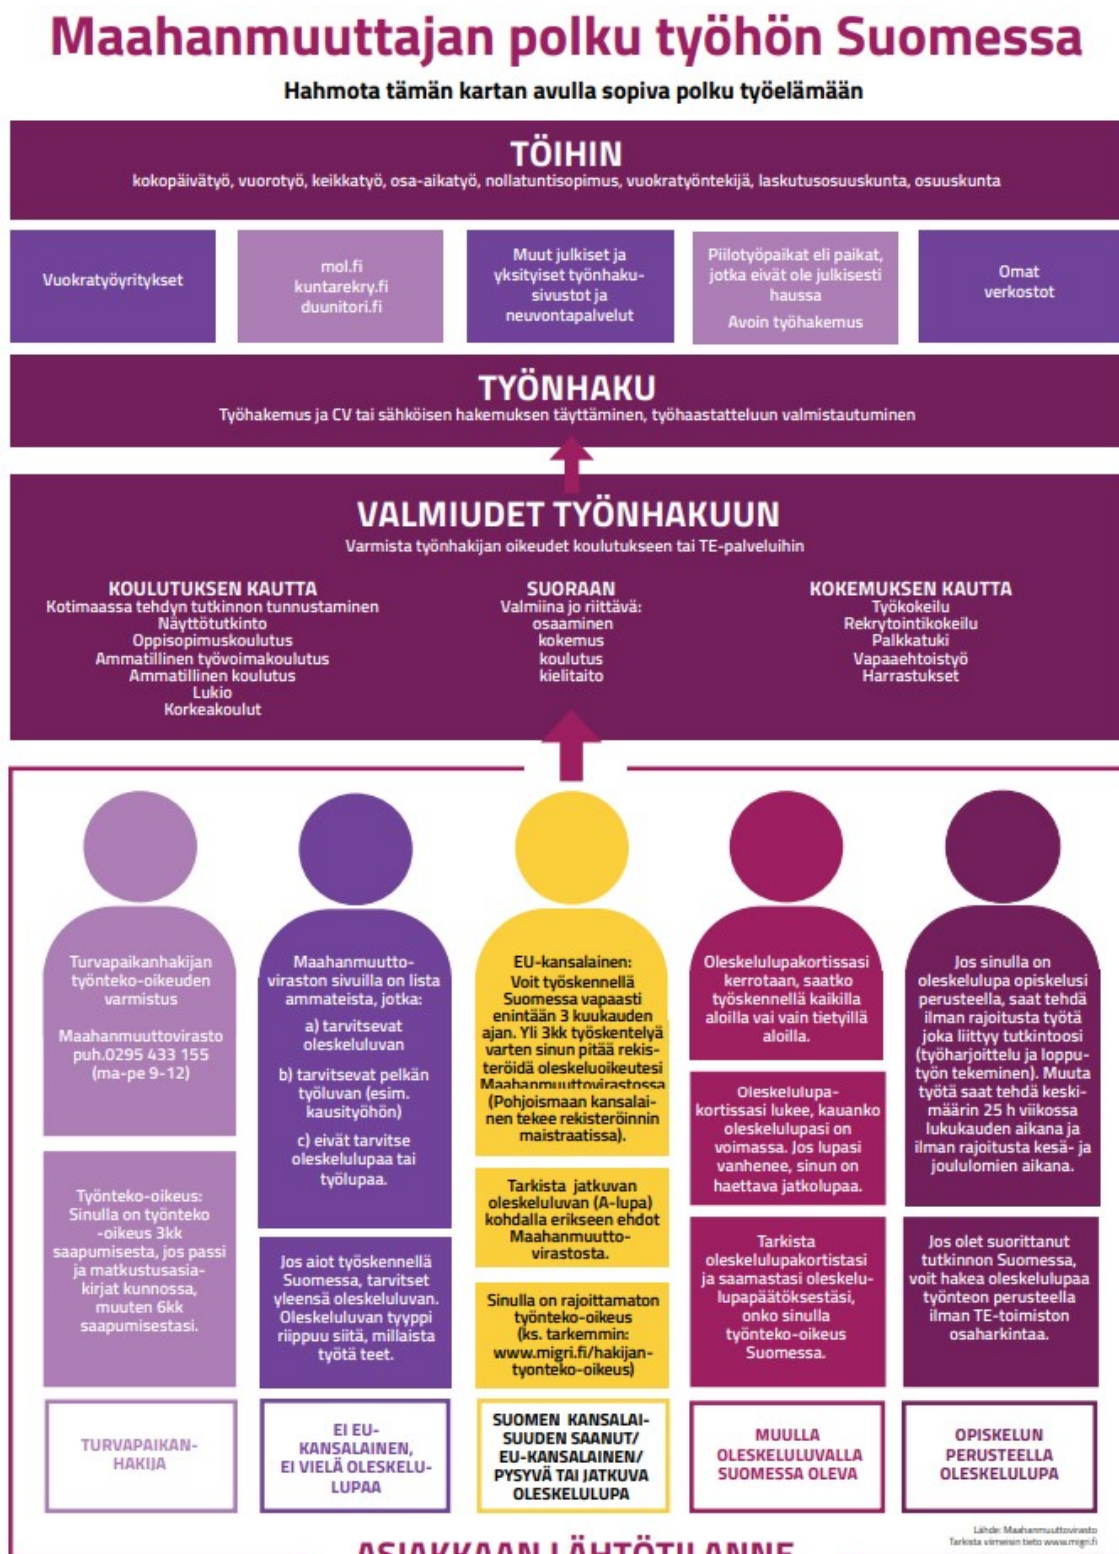 Maahanmuuttajan polku työhön Suomessa
Hahmota tämän kartan avulla sopiva polku työelämään
TÖIHIN
kokopäivätyö, vuorotyö, keikkatyö, osa-aikatyö, nollatuntisopimus, vuokratyöntekijä, laskutusosuuskunta, osuuskunta
Vuokratyöyritykset
mol.fi
kuntarekry.fi
duunitori.fi
Muut julkiset ja
yksityiset työnhaku-
sivustot ja
neuvontapalvelut
Piilotyöpaikat eli paikat,
jotka eivät ole julkisesti
haussa
Avoin työhakemus
Omat
verkostot
TYÖNHAKU
Työhakemus ja CV tai sähköisen hakemuksen täyttäminen, työhaastatteluun valmistautuminen
VALMIUDET TYÖNHAKUUN
Varmista työnhakijan oikeudet koulutukseen tai TE-palveluihin
KOULUTUKSEN KAUTTA
Kotimaassa tehdyn tutkinnon tunnustaminen
Näyttötutkinto
Oppisopimuskoulutus
Ammatillinen työvoimakoulutus
Ammatillinen koulutus
Lukio
Korkeakoulut
SUORAAN
Valmiina jo riittävä:
osaaminen
kokemus
koulutus
kielitaito
KOKEMUKSEN KAUTTA
Työkokeilu
Rekrytointikokeilu
Palkkatuki
Vapaaehtoistyö
Harrastukset
Turvapaikanhakijan
työnteko-oikeuden
varmistus
Maahanmuuttovirasto
puh.0295 433 155
(ma-pe 9-12)
Työnteko-oikeus:
Sinulla on työnteko
-oikeus 3kk
saapumisesta, jos passi
ja matkustusasia-
kirjat kunnossa,
muuten 6kk
saapumisestasi.
TURVAPAIKAN-
HAKIJA
Maahanmuutto-
viraston sivuilla on lista
ammateista, jotka:
a) tarvitsevat
oleskeluluvan
b) tarvitsevat pelkän
työluvan (esim.
kausityöhön)
c) eivät tarvitse
oleskelulupaa tai
työlupaa.
Jos aiot työskennellä
Suomessa, tarvitset
yleensä oleskeluluvan.
Oleskeluluvan tyyppi
riippuu siitä, millaista
työtä teet.
EI EU-
KANSALAINEN,
EI VIELÄ OLESKELU-
LUPAA
EU-kansalainen:
Voit työskennellä
Suomessa vapaasti
enintään 3 kuukauden
ajan. Yli 3kk työskentelyä
varten sinun pitää rekis-
teröidä oleskeluoikeutesi
Maahanmuuttovirastossa
(Pohjoismaan kansalai-
nen tekee rekisteröinnin
maistraatissa).
Tarkista jatkuvan
oleskeluluvan (A-lupa)
kohdalla erikseen ehdot
Maahanmuutto-
virastosta.
Sinulla on rajoittamaton
työnteko-oikeus
(ks. tarkemmin:
www.migri.fi/hakijan-
tyonteko-oikeus)
SUOMEN KANSALAI-
SUUDEN SAANUT/
EU-KANSALAINEN/
PYSYVÄ TAI JATKUVA
OLESKELULUPA
Oleskelulupakortissasi
kerrotaan, saatko
työskennellä kaikilla
aloilla vai vain tietyillä
aloilla.
Oleskelulupa-
kortissasi lukee, kauanko
oleskelulupasi on
voimassa. Jos lupasi
vanhenee, sinun on
haettava jatkolupaa.
Tarkista
oleskelulupakortistasi
ja saamastasi oleskelu-
lupapäätöksestäsi,
onko sinulla
työnteko-oikeus
Suomessa.
MUULLA
OLESKELULUVALLA
SUOMESSA OLEVA
Jos sinulla on
oleskelulupa opiskelusi
perusteella, saat tehdä
ilman rajoitusta työtä
joka liittyy tutkintoosi
(työharjoittelu ja loppu-
työn tekeminen). Muuta
työtä saat tehdä keski-
määrin 25 h viikossa
lukukauden aikana ja
ilman rajoitusta kesä- ja
joululomien aikana.
Jos olet suorittanut
tutkinnon Suomessa,
voit hakea oleskelulupaa
työnteon perusteella
ilman TE-toimiston
osaharkintaa.
OPISKELUN
PERUSTEELLA
OLESKELULUPA
Lähde: Maahanmuuttovirasto
Tarkista viimeisin tieto www.migri.fi
ASIAKKAAN LÄHTÖTILANNE